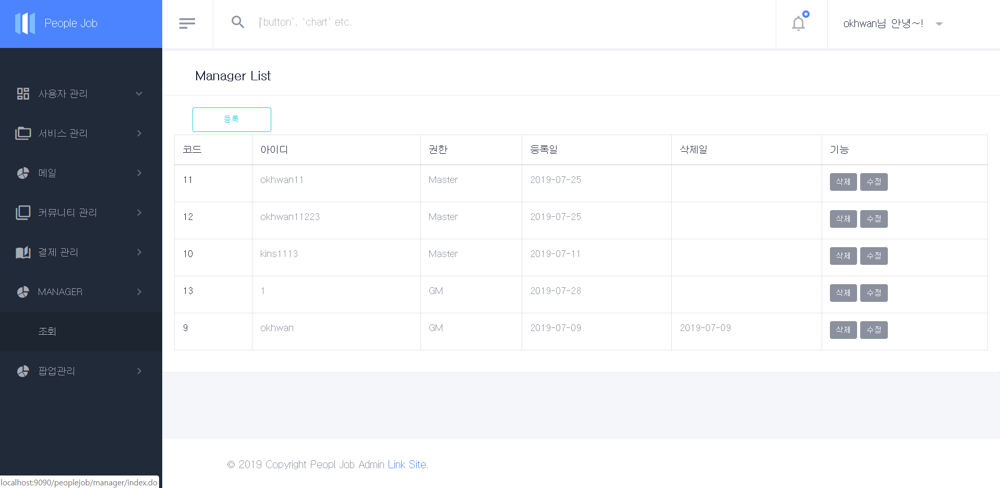 People Job
'button', 'chart' etc.
okhwan님 안녕~!
사용자 관리
서비스 관리
메일
커뮤니티 관리
결제 관리
MANAGER
조회
팝업관리
Manager List
등록
코드 아이디 권한 등록일 삭제일 기능
11 okhwan11 Master 2019-07-25 삭제 수정
12 okhwan11223 Master 2019-07-25 삭제 수정
10 kins1113 Master 2019-07-11 삭제 수정
13 1 GM 2019-07-28 삭제 수정
9 okhwan GM 2019-07-09 2019-07-09 삭제 수정
© 2019 Copyright Peopl Job Admin Link Site.
localhost:9090/peoplejob/manager/index.do